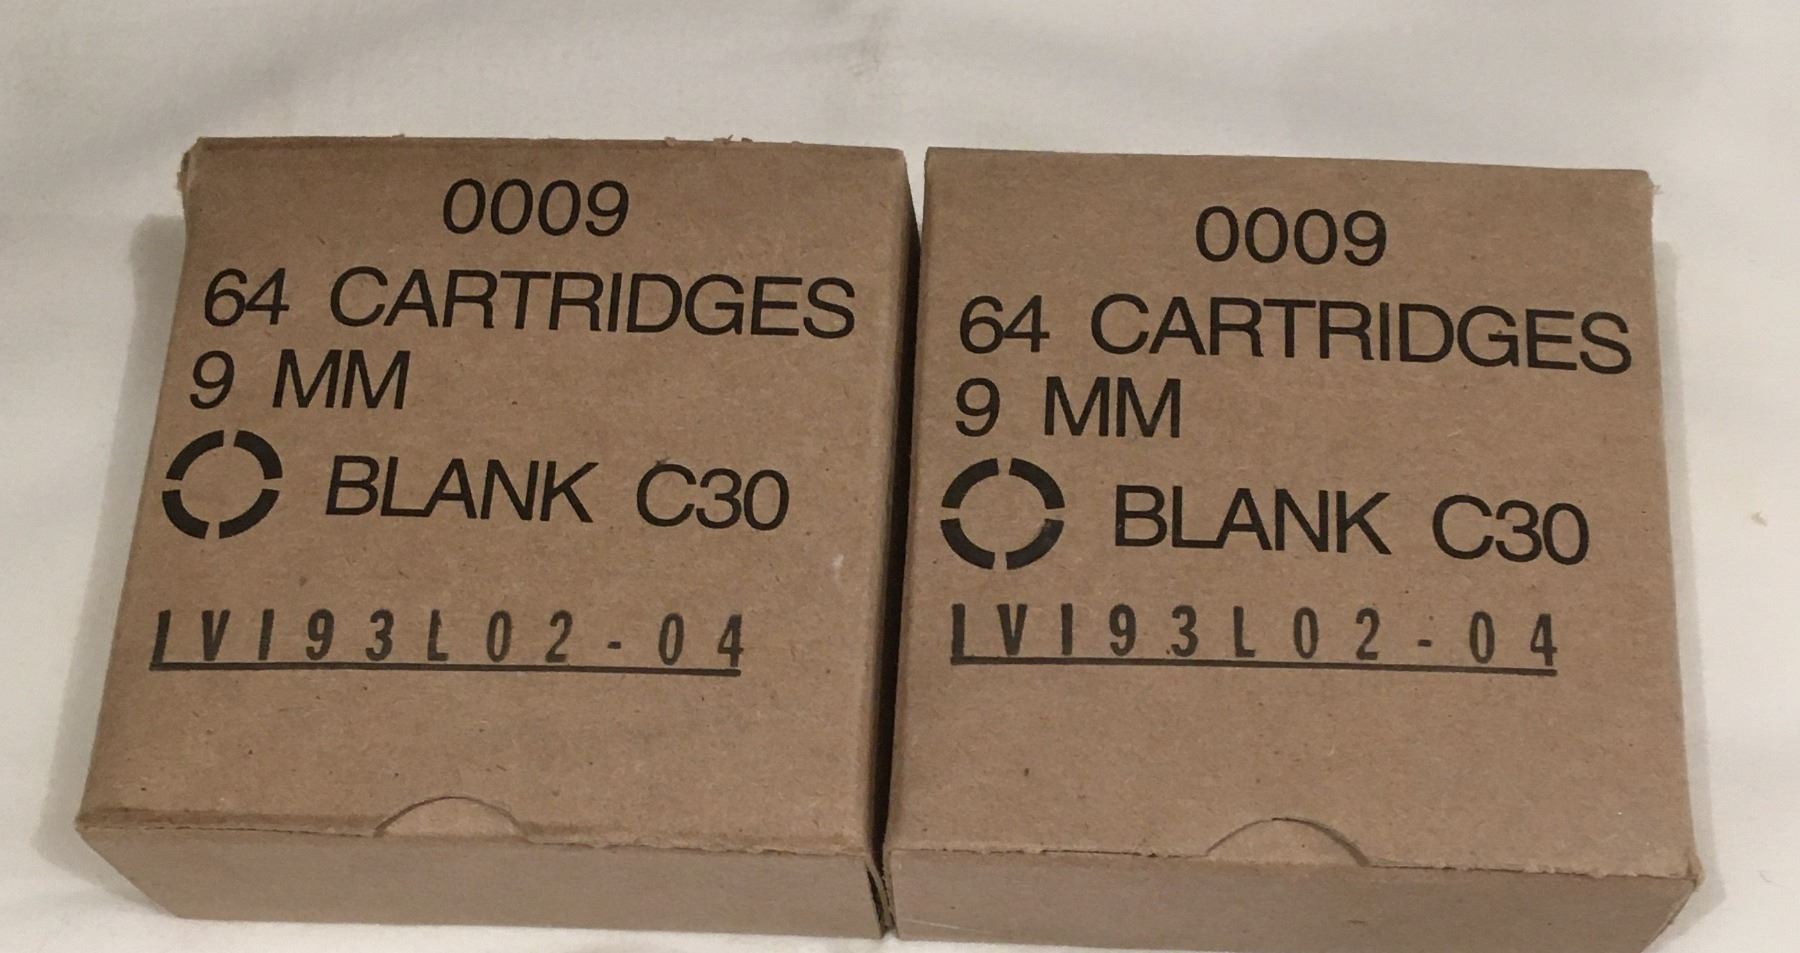 0009
64 CARTRIDGES
9 MM
BLANK C30
IVI93L02-04
0009
64 CARTRIDGES
9 MM
BLANK C30
IVI93L02-04